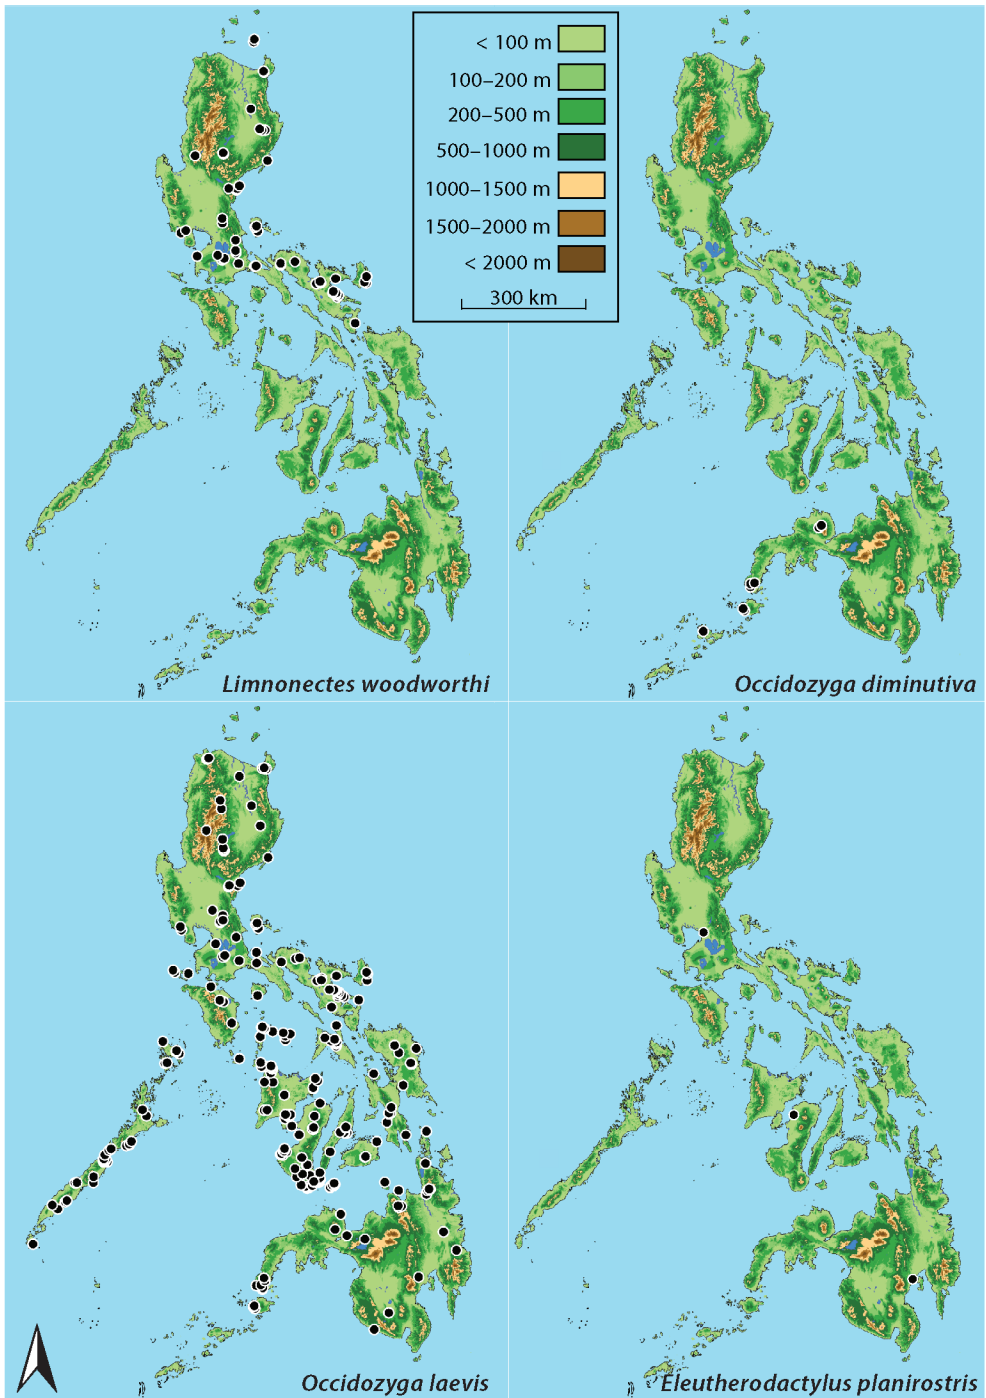 < 100 m
100–200 m
200–500 m
500–1000 m
1000–1500 m
1500–2000 m
< 2000 m
300 km
Limnonectes woodworthi
Occidozyga diminutiva
Occidozyga laevis
Eleutherodactylus planirostris